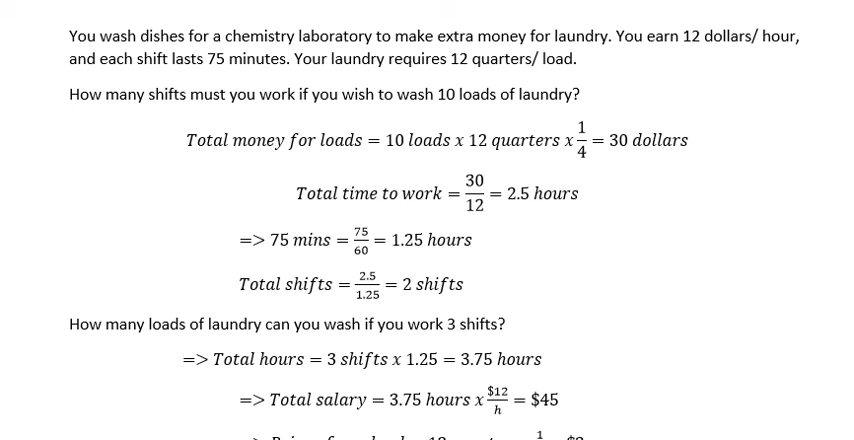 You wash dishes for a chemistry laboratory to make extra money for laundry. You earn 12 dollars/ hour,
and each shift lasts 75 minutes. Your laundry requires 12 quarters/ load.
How many shifts must you work if you wish to wash 10 loads of laundry?
Total money for loads = 10 loads x 12 quarters x 1/4 = 30 dollars
Total time to work = 30/12 = 2.5 hours
=> 75 mins = 75/60 = 1.25 hours
Total shifts = 2.5/1.25 = 2 shifts
How many loads of laundry can you wash if you work 3 shifts?
=> Total hours = 3 shifts x 1.25 = 3.75 hours
=> Total salary = 3.75 hours x $12/h = $45